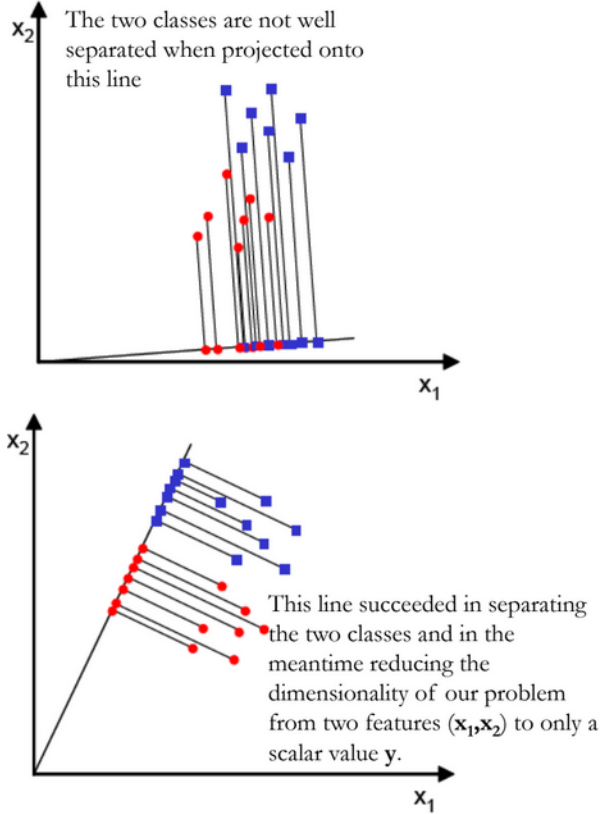 The two classes are not well
separated when projected onto
this line
x₂
x₁
x₂
This line succeeded in separating
the two classes and in the
meantime reducing the
dimensionality of our problem
from two features (x₁,x₂) to only a
scalar value y.
x₁